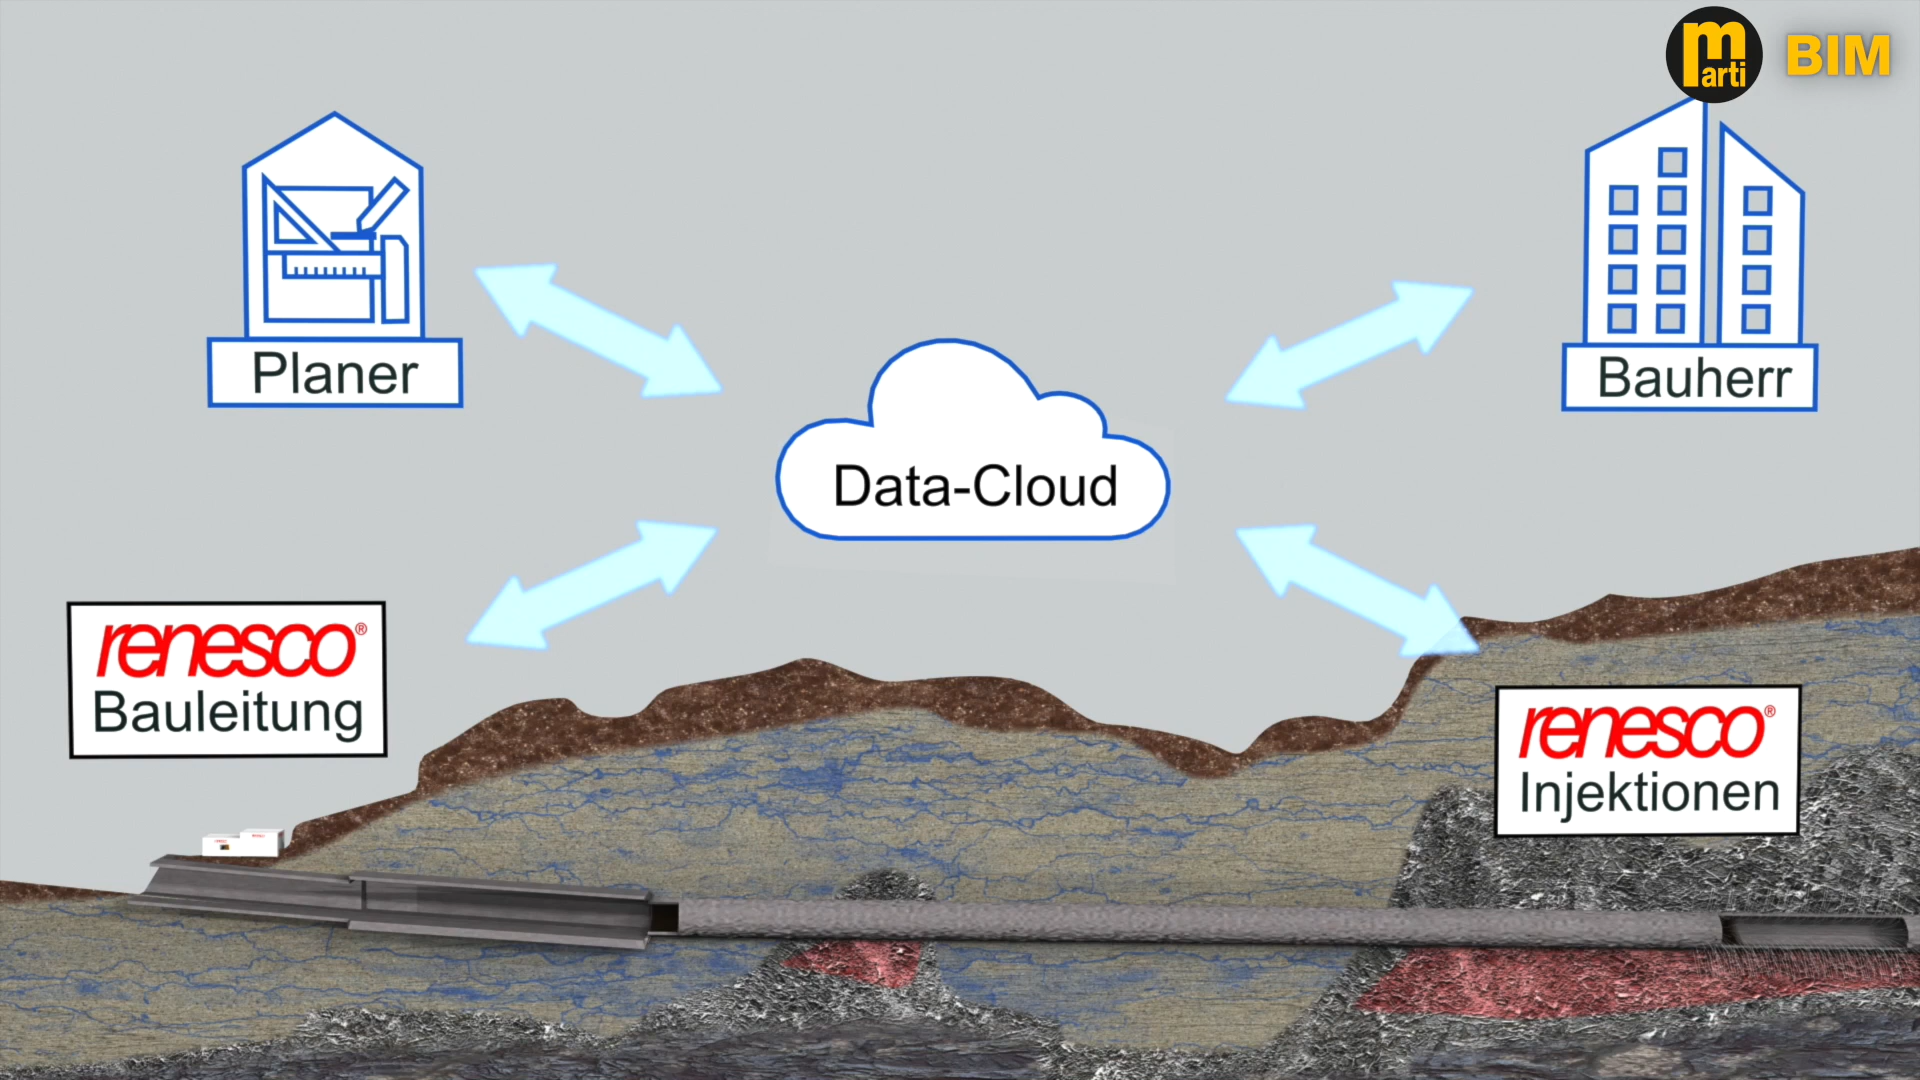 marti BIM
Planer
Bauherr
Data-Cloud
renesco®
Bauleitung
renesco®
Injektionen